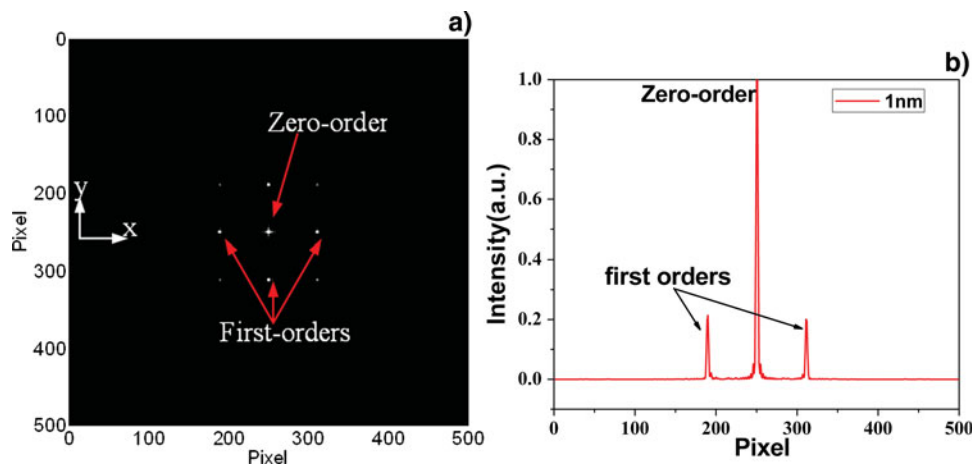 a)
0
100
200
300
400
500
Pixel
y
x
Zero-order
First-orders
0 100 200 300 400 500
Pixel
b)
1.0
0.8
0.6
0.4
0.2
0.0
Intensity(a.u.)
Zero-order
1nm
first orders
0 100 200 300 400 500
Pixel